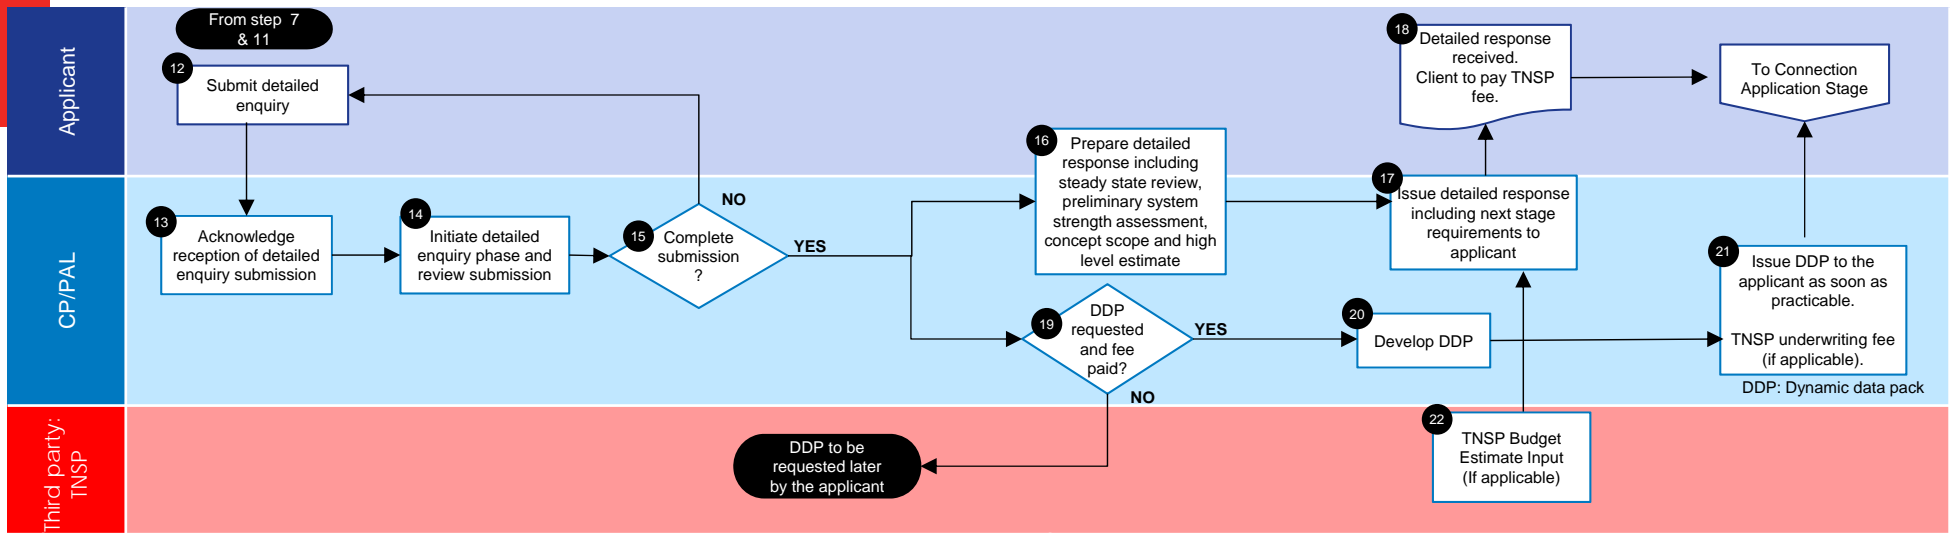 Applicant
From step 7
& 11
12
Submit detailed
enquiry
18
Detailed response
received.
Client to pay TNSP
fee.
To Connection
Application Stage
CP/PAL
13
Acknowledge
reception of detailed
enquiry submission
14
Initiate detailed
enquiry phase and
review submission
15
Complete
submission
?
NO
YES
16
Prepare detailed
response including
steady state review,
preliminary system
strength assessment,
concept scope and high
level estimate
17
Issue detailed response
including next stage
requirements to
applicant
19
DDP
requested
and fee
paid?
YES
NO
20
Develop DDP
21
Issue DDP to the
applicant as soon as
practicable.
TNSP underwriting fee
(if applicable).
DDP: Dynamic data pack
Third party:
TNSP
DDP to be
requested later
by the applicant
22
TNSP Budget
Estimate Input
(If applicable)